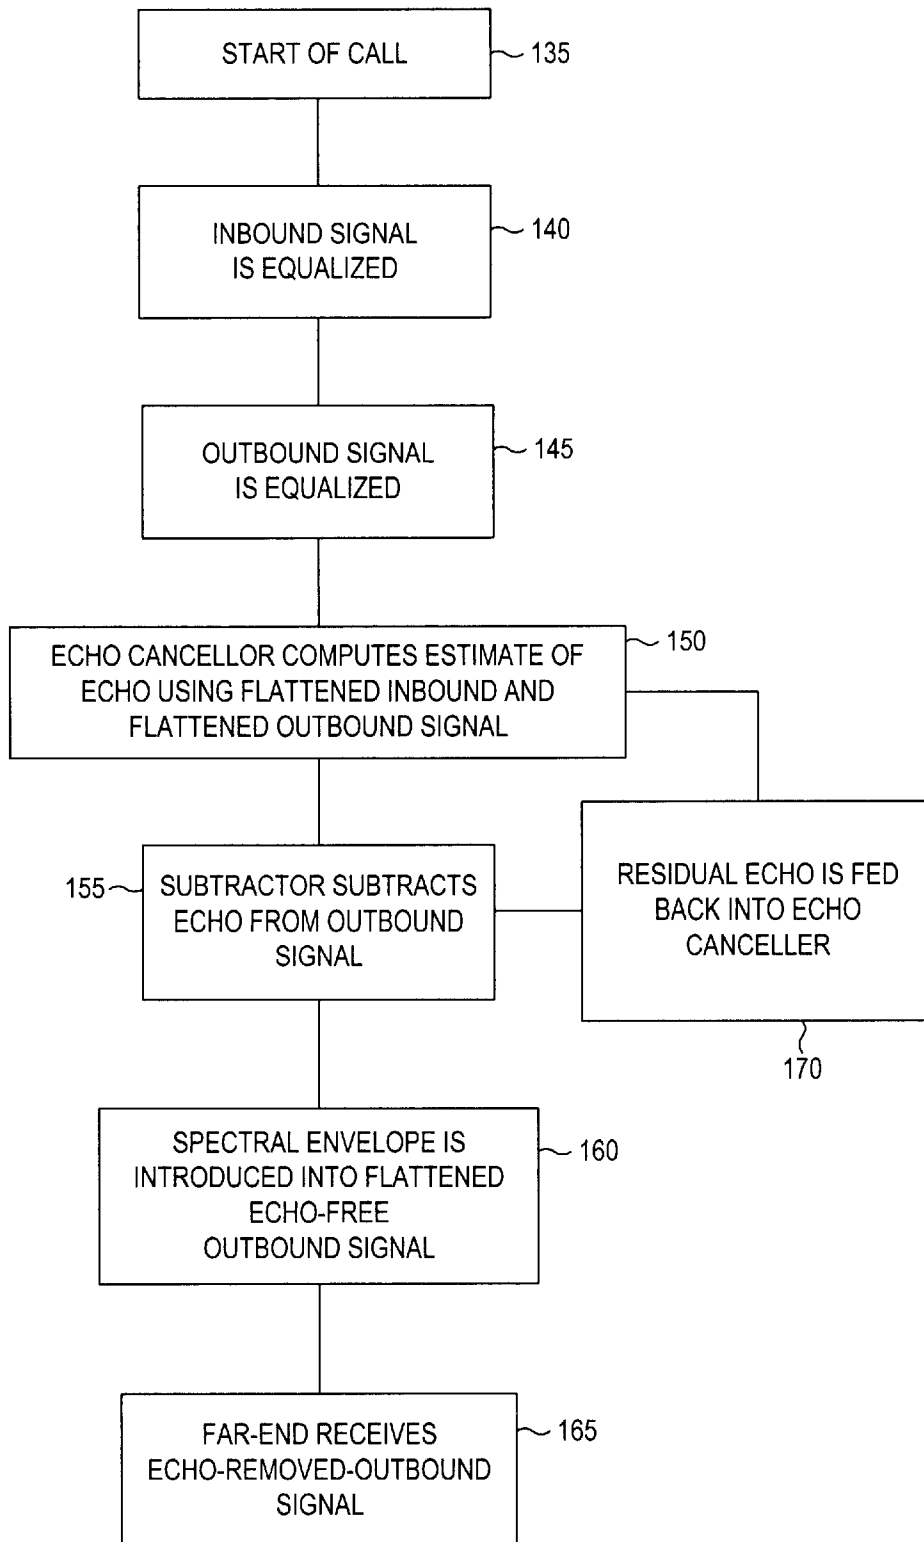 START OF CALL
135
INBOUND SIGNAL
IS EQUALIZED
140
OUTBOUND SIGNAL
IS EQUALIZED
145
ECHO CANCELLOR COMPUTES ESTIMATE OF
ECHO USING FLATTENED INBOUND AND
FLATTENED OUTBOUND SIGNAL
150
155
SUBTRACTOR SUBTRACTS
ECHO FROM OUTBOUND
SIGNAL
RESIDUAL ECHO IS FED
BACK INTO ECHO
CANCELLER
170
SPECTRAL ENVELOPE IS
INTRODUCED INTO FLATTENED
ECHO-FREE
OUTBOUND SIGNAL
160
FAR-END RECEIVES
ECHO-REMOVED-OUTBOUND
SIGNAL
165